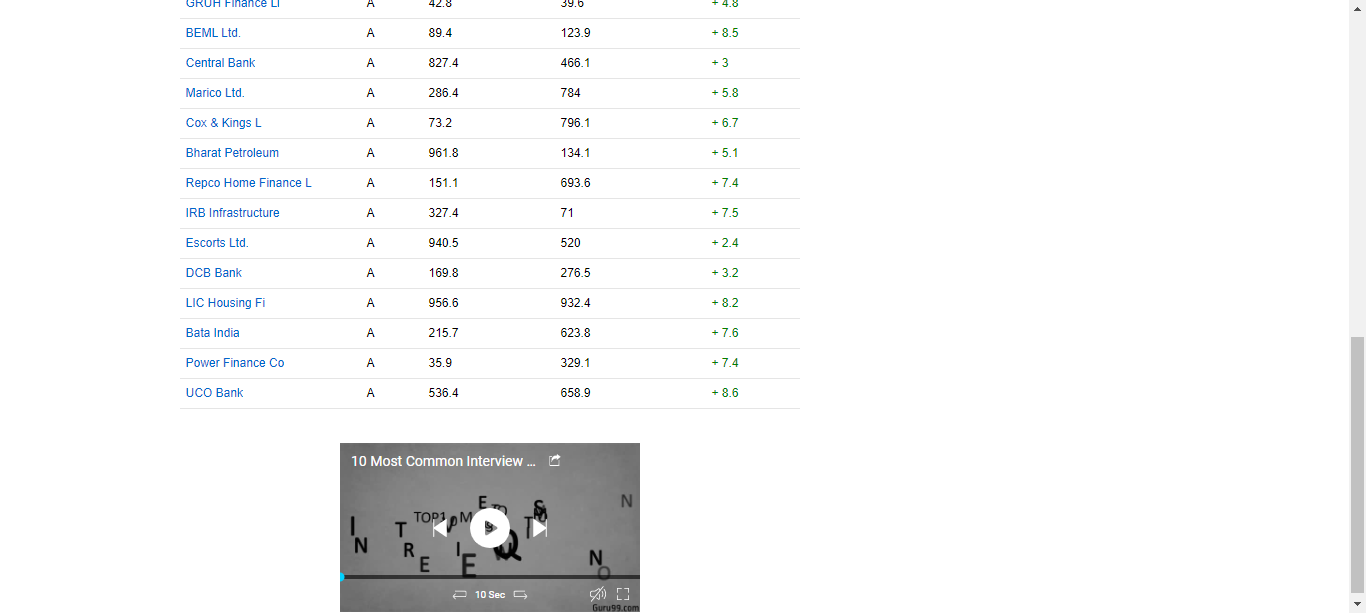 GRUH Finance Li A 42.8 39.6 + 4.8
BEML Ltd. A 89.4 123.9 + 8.5
Central Bank A 827.4 466.1 + 3
Marico Ltd. A 286.4 784 + 5.8
Cox & Kings L A 73.2 796.1 + 6.7
Bharat Petroleum A 961.8 134.1 + 5.1
Repco Home Finance L A 151.1 693.6 + 7.4
IRB Infrastructure A 327.4 71 + 7.5
Escorts Ltd. A 940.5 520 + 2.4
DCB Bank A 169.8 276.5 + 3.2
LIC Housing Fi A 956.6 932.4 + 8.2
Bata India A 215.7 623.8 + 7.6
Power Finance Co A 35.9 329.1 + 7.4
UCO Bank A 536.4 658.9 + 8.6
10 Most Common Interview ...
10 Sec
Guru99.com